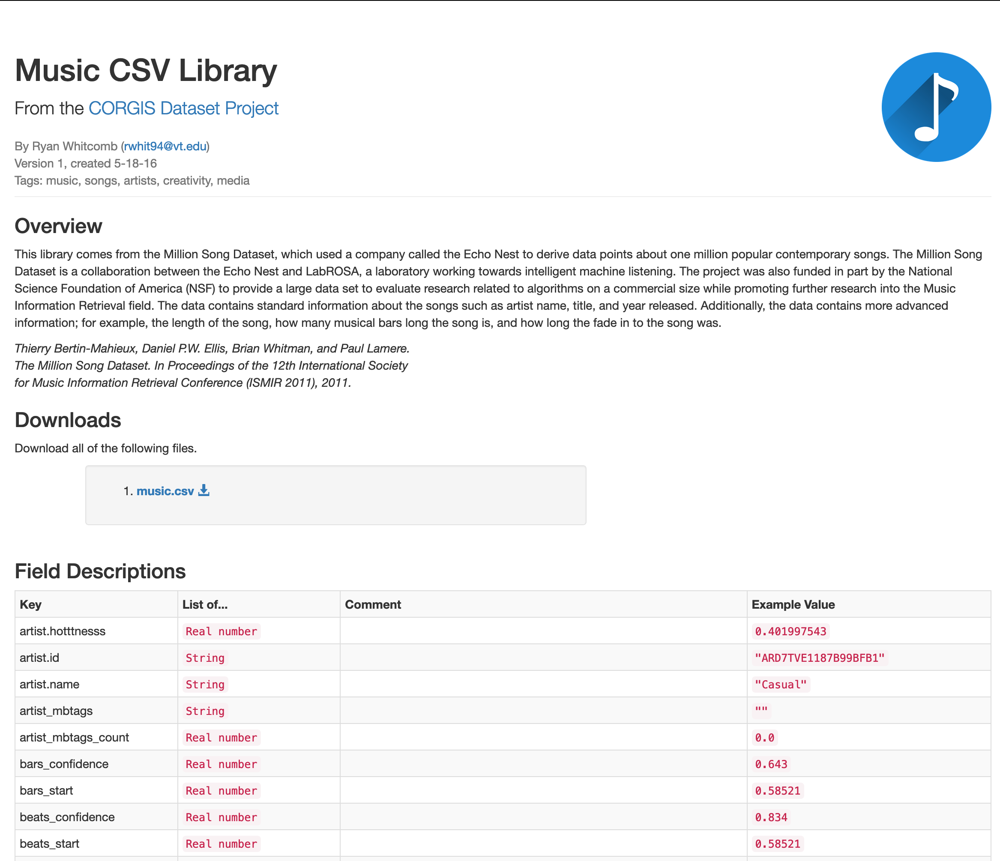 Music CSV Library
From the CORGIS Dataset Project
By Ryan Whitcomb (rwhit94@vt.edu)
Version 1, created 5-18-16
Tags: music, songs, artists, creativity, media
Overview
This library comes from the Million Song Dataset, which used a company called the Echo Nest to derive data points about one million popular contemporary songs. The Million Song
Dataset is a collaboration between the Echo Nest and LabROSA, a laboratory working towards intelligent machine listening. The project was also funded in part by the National
Science Foundation of America (NSF) to provide a large data set to evaluate research related to algorithms on a commercial size while promoting further research into the Music
Information Retrieval field. The data contains standard information about the songs such as artist name, title, and year released. Additionally, the data contains more advanced
information; for example, the length of the song, how many musical bars long the song is, and how long the fade in to the song was.
Thierry Bertin-Mahieux, Daniel P.W. Ellis, Brian Whitman, and Paul Lamere.
The Million Song Dataset. In Proceedings of the 12th International Society
for Music Information Retrieval Conference (ISMIR 2011), 2011.
Downloads
Download all of the following files.
1. music.csv
Field Descriptions
Key List of... Comment Example Value
artist.hotttnesss Real number 0.401997543
artist.id String "ARD7TVE1187B99BFB1"
artist.name String "Casual"
artist_mbtags String ""
artist_mbtags_count Real number 0.0
bars_confidence Real number 0.643
bars_start Real number 0.58521
beats_confidence Real number 0.834
beats_start Real number 0.58521